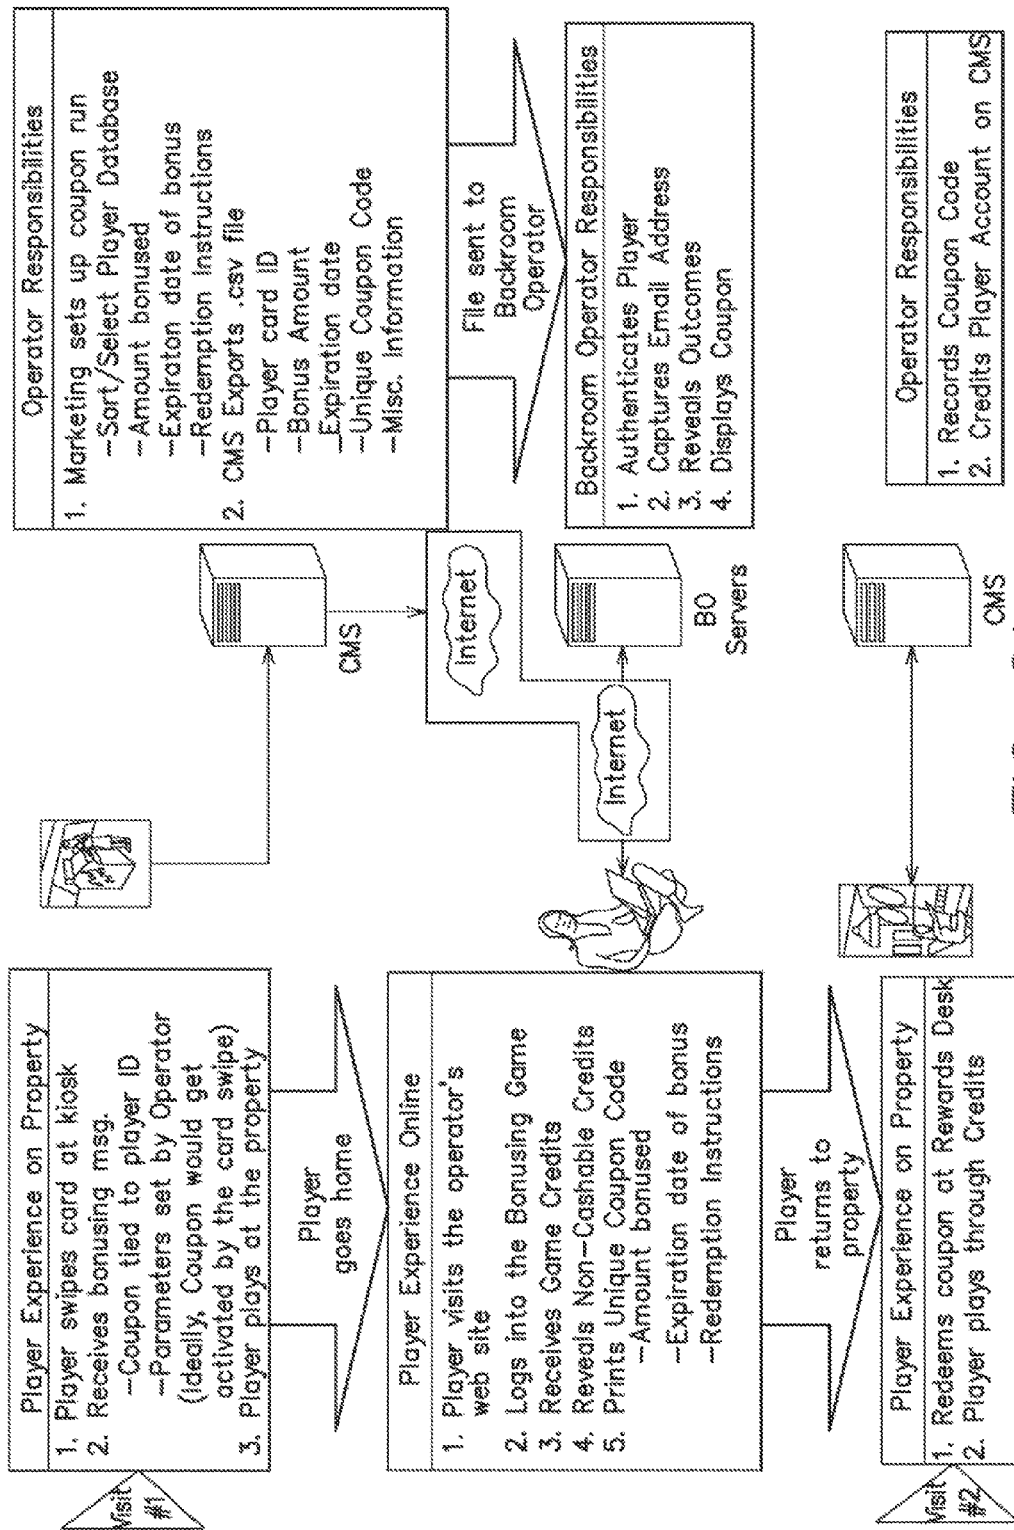 Visit
#1
Player Experience on Property
1. Player swipes card at kiosk
2. Receives bonusing msg.
--Coupon tied to player ID
--Parameters set by Operator
(Ideally, Coupon would get
activated by the card swipe)
3. Player plays at the property
CMS
Operator Responsibilities
1. Marketing sets up coupon run
--Sort/Select Player Database
--Amount bonused
--Expiraton date of bonus
--Redemption Instructions
2. CMS Exports .csv file
--Player card ID
--Bonus Amount
--Expiration date
--Unique Coupon Code
--Misc. Information
Player
goes home
Internet
File sent to
Backroom
Operator
Player Experience Online
1. Player visits the operator's
web site
2. Logs into the Bonusing Game
3. Receives Game Credits
4. Reveals Non-Cashable Credits
5. Prints Unique Coupon Code
--Amount bonused
--Expiration date of bonus
--Redemption Instructions
Internet
BO
Servers
Backroom Operator Responsibilities
1. Authenticates Player
2. Captures Email Address
3. Reveals Outcomes
4. Displays Coupon
Player
returns to
property
Visit
#2
Player Experience on Property
1. Redeems coupon at Rewards Desk
2. Player plays through Credits
CMS
Operator Responsibilities
1. Records Coupon Code
2. Credits Player Account on CMS